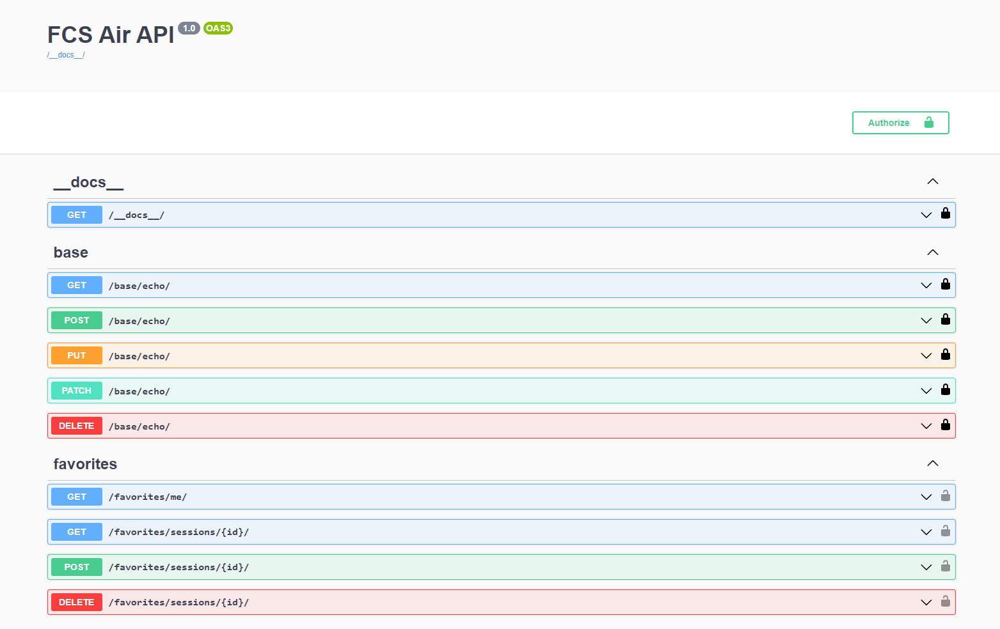 FCS Air API 1.0 OAS3
/__docs__/
Authorize
__docs__
GET /__docs__/
base
GET /base/echo/
POST /base/echo/
PUT /base/echo/
PATCH /base/echo/
DELETE /base/echo/
favorites
GET /favorites/me/
GET /favorites/sessions/{id}/
POST /favorites/sessions/{id}/
DELETE /favorites/sessions/{id}/